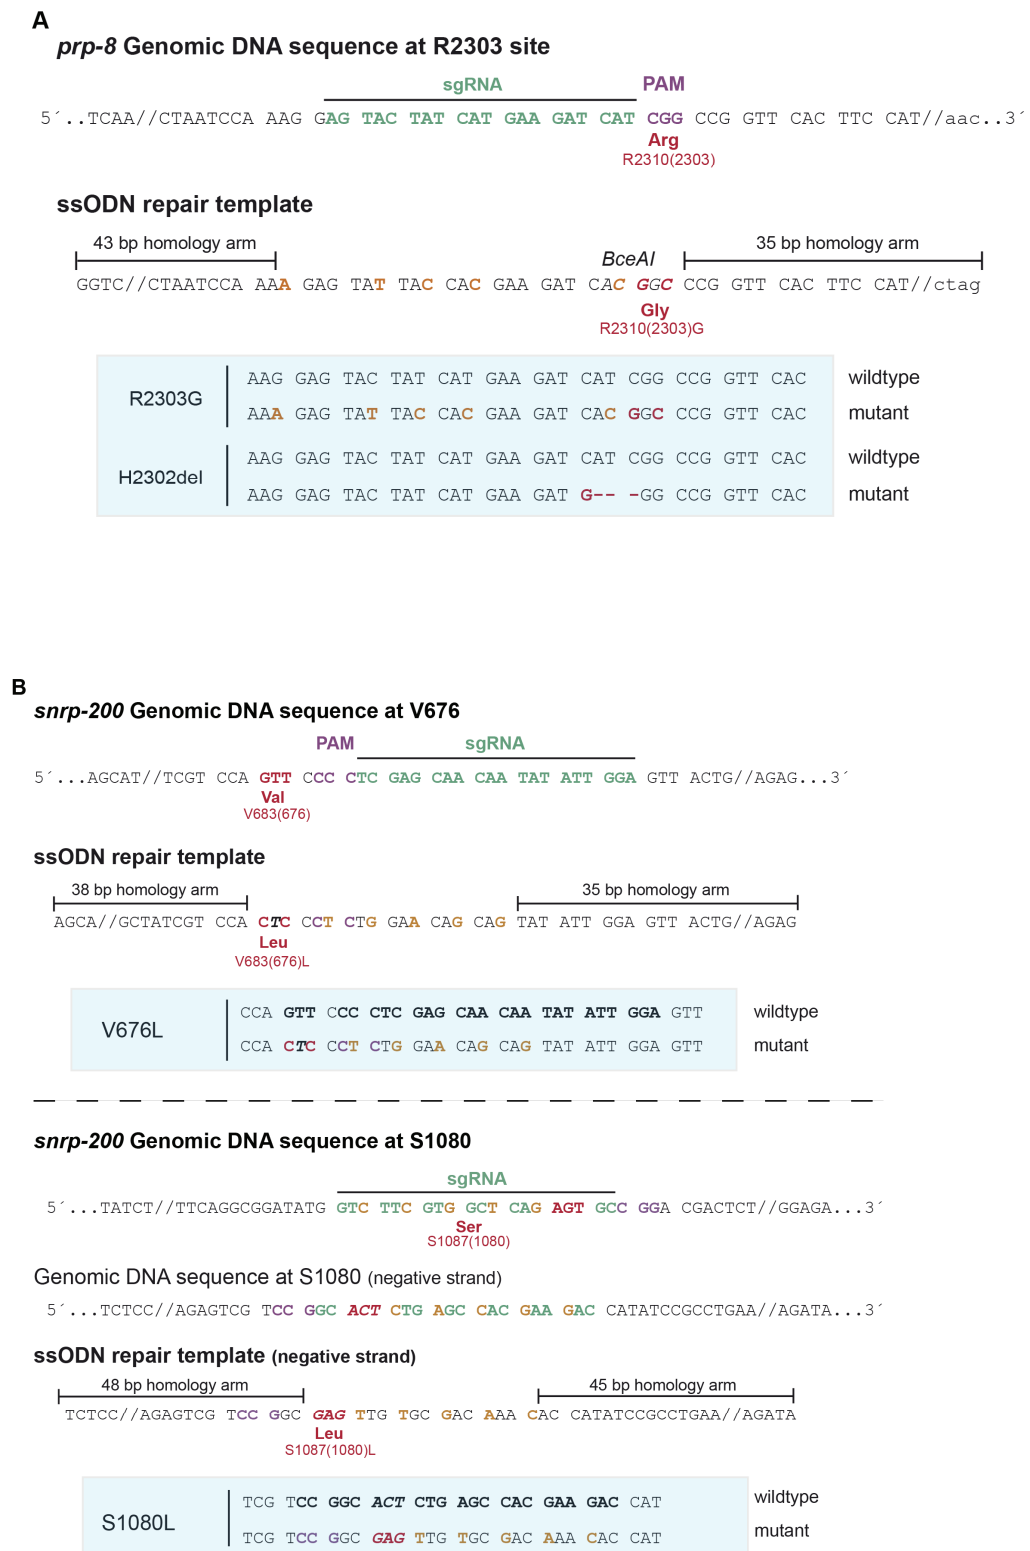 A
prp-8 Genomic DNA sequence at R2303 site
sgRNA PAM
5´..TCAA//CTAATCCA AAG GAG TAC TAT CAT GAA GAT CAT CGG CCG GTT CAC TTC CAT//aac..3´
Arg
R2310(2303)
ssODN repair template
43 bp homology arm BceAI 35 bp homology arm
GGTC//CTAATCCA AAA GAG TAT TAC CAC GAA GAT CAC GGC CCG GTT CAC TTC CAT//ctag
Gly
R2310(2303)G
R2303G
AAG GAG TAC TAT CAT GAA GAT CAT CGG CCG GTT CAC wildtype
AAA GAG TAT TAC CAC GAA GAT CAC GGC CCG GTT CAC mutant
H2302del
AAG GAG TAC TAT CAT GAA GAT CAT CGG CCG GTT CAC wildtype
AAG GAG TAC TAT CAT GAA GAT G-- -GG CCG GTT CAC mutant
B
snrp-200 Genomic DNA sequence at V676
PAM sgRNA
5´...AGCAT//TCGT CCA GTT CCC CTC GAG CAA CAA TAT ATT GGA GTT ACTG//AGAG...3´
Val
V683(676)
ssODN repair template
38 bp homology arm 35 bp homology arm
AGCA//GCTATCGT CCA CTC CCT CTG GAA CAG CAG TAT ATT GGA GTT ACTG//AGAG
Leu
V683(676)L
V676L
CCA GTT CCC CTC GAG CAA CAA TAT ATT GGA GTT wildtype
CCA CTC CCT CTG GAA CAG CAG TAT ATT GGA GTT mutant
snrp-200 Genomic DNA sequence at S1080
sgRNA
5´...TATCT//TTCAGGCGGATATG GTC TTC GTG GCT CAG AGT GCC GGA CGACTCT//GGAGA...3´
Ser
S1087(1080)
Genomic DNA sequence at S1080 (negative strand)
5´...TCTCC//AGAGTCG TCC GGC ACT CTG AGC CAC GAA GAC CATATCCGCCTGAA//AGATA...3´
ssODN repair template (negative strand)
48 bp homology arm 45 bp homology arm
TCTCC//AGAGTCG TCC GGC GAG TTG TGC GAC AAA CAC CATATCCGCCTGAA//AGATA
Leu
S1087(1080)L
S1080L
TCG TCC GGC ACT CTG AGC CAC GAA GAC CAT wildtype
TCG TCC GGC GAG TTG TGC GAC AAA CAC CAT mutant